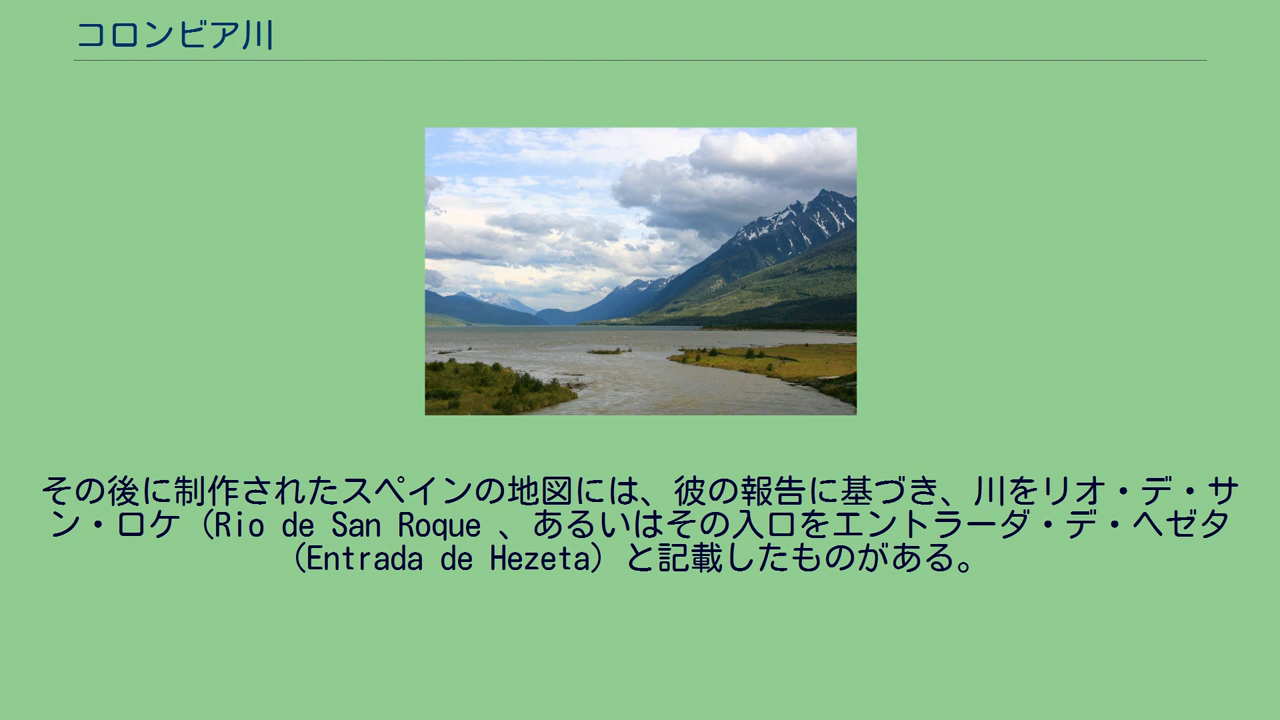 コロンビア川
その後に制作されたスペインの地図には、彼の報告に基づき、川をリオ・デ・サ
ン・ロケ（Rio de San Roque 、あるいはその入口をエントラーダ・デ・ヘゼタ
（Entrada de Hezeta）と記載したものがある。